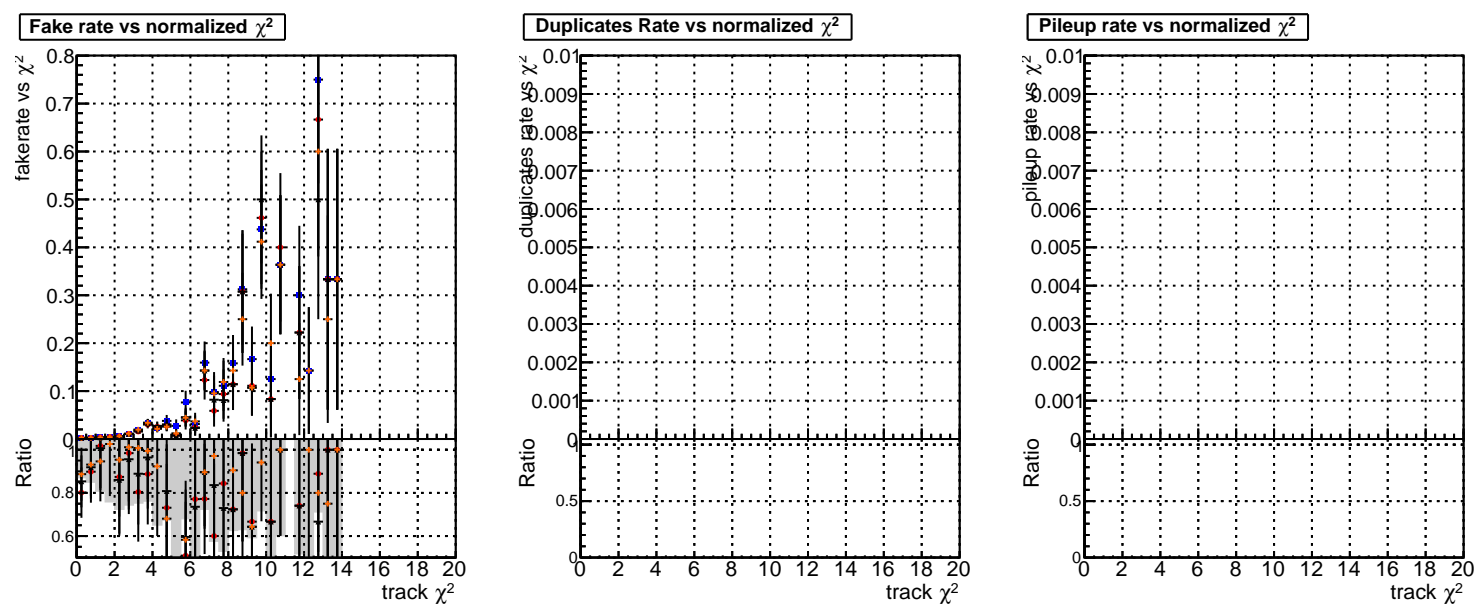 Fake rate vs normalized χ²
fakerate vs χ²
0.8
0.7
0.6
0.5
0.4
0.3
0.2
0.1
0
Ratio
1
0.8
0.6
0 2 4 6 8 10 12 14 16 18 20
track χ²
Duplicates Rate vs normalized χ²
duplicates rate vs χ²
0.01
0.009
0.008
0.007
0.006
0.005
0.004
0.003
0.002
0.001
0
Ratio
1
0.5
0
0 2 4 6 8 10 12 14 16 18 20
track χ²
Pileup rate vs normalized χ²
pileup rate vs χ²
0.01
0.009
0.008
0.007
0.006
0.005
0.004
0.003
0.002
0.001
0
Ratio
1
0.5
0
0 2 4 6 8 10 12 14 16 18 20
track χ²